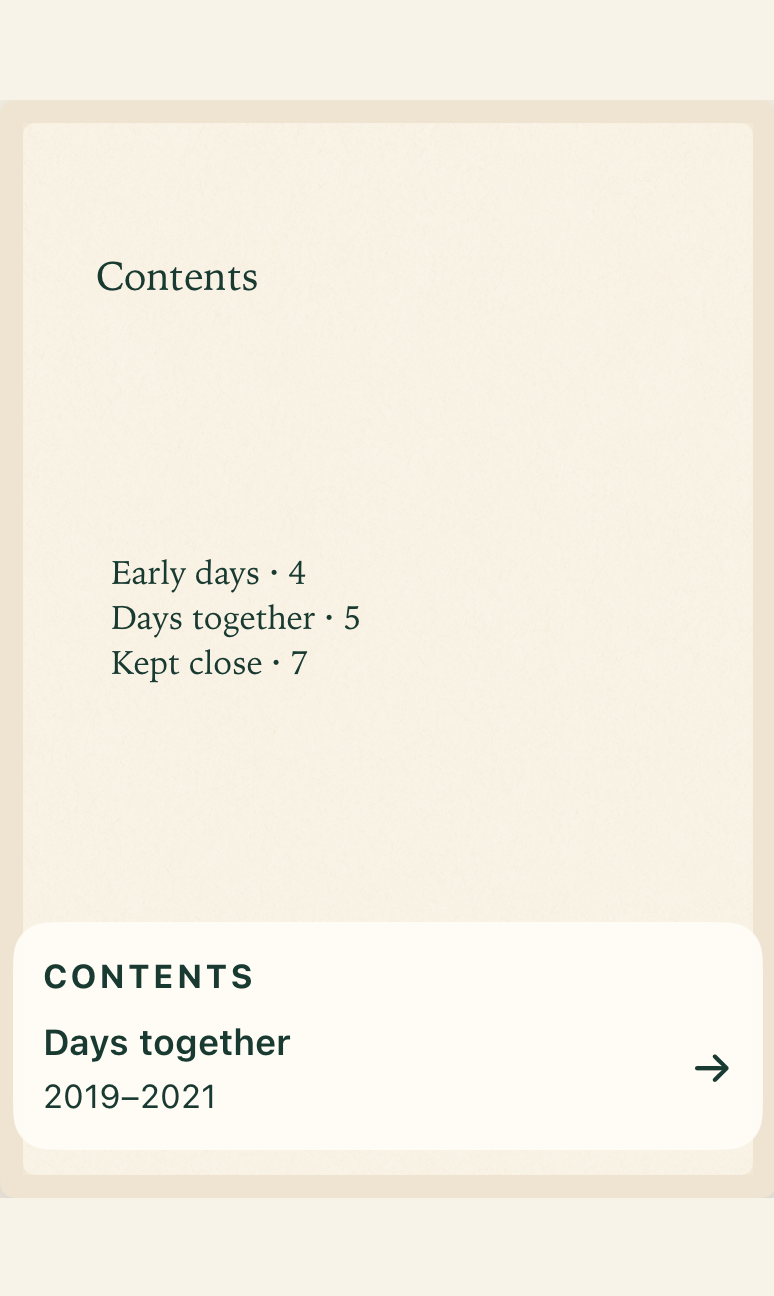 Contents
Early days · 4
Days together · 5
Kept close · 7
CONTENTS
Days together
2019–2021